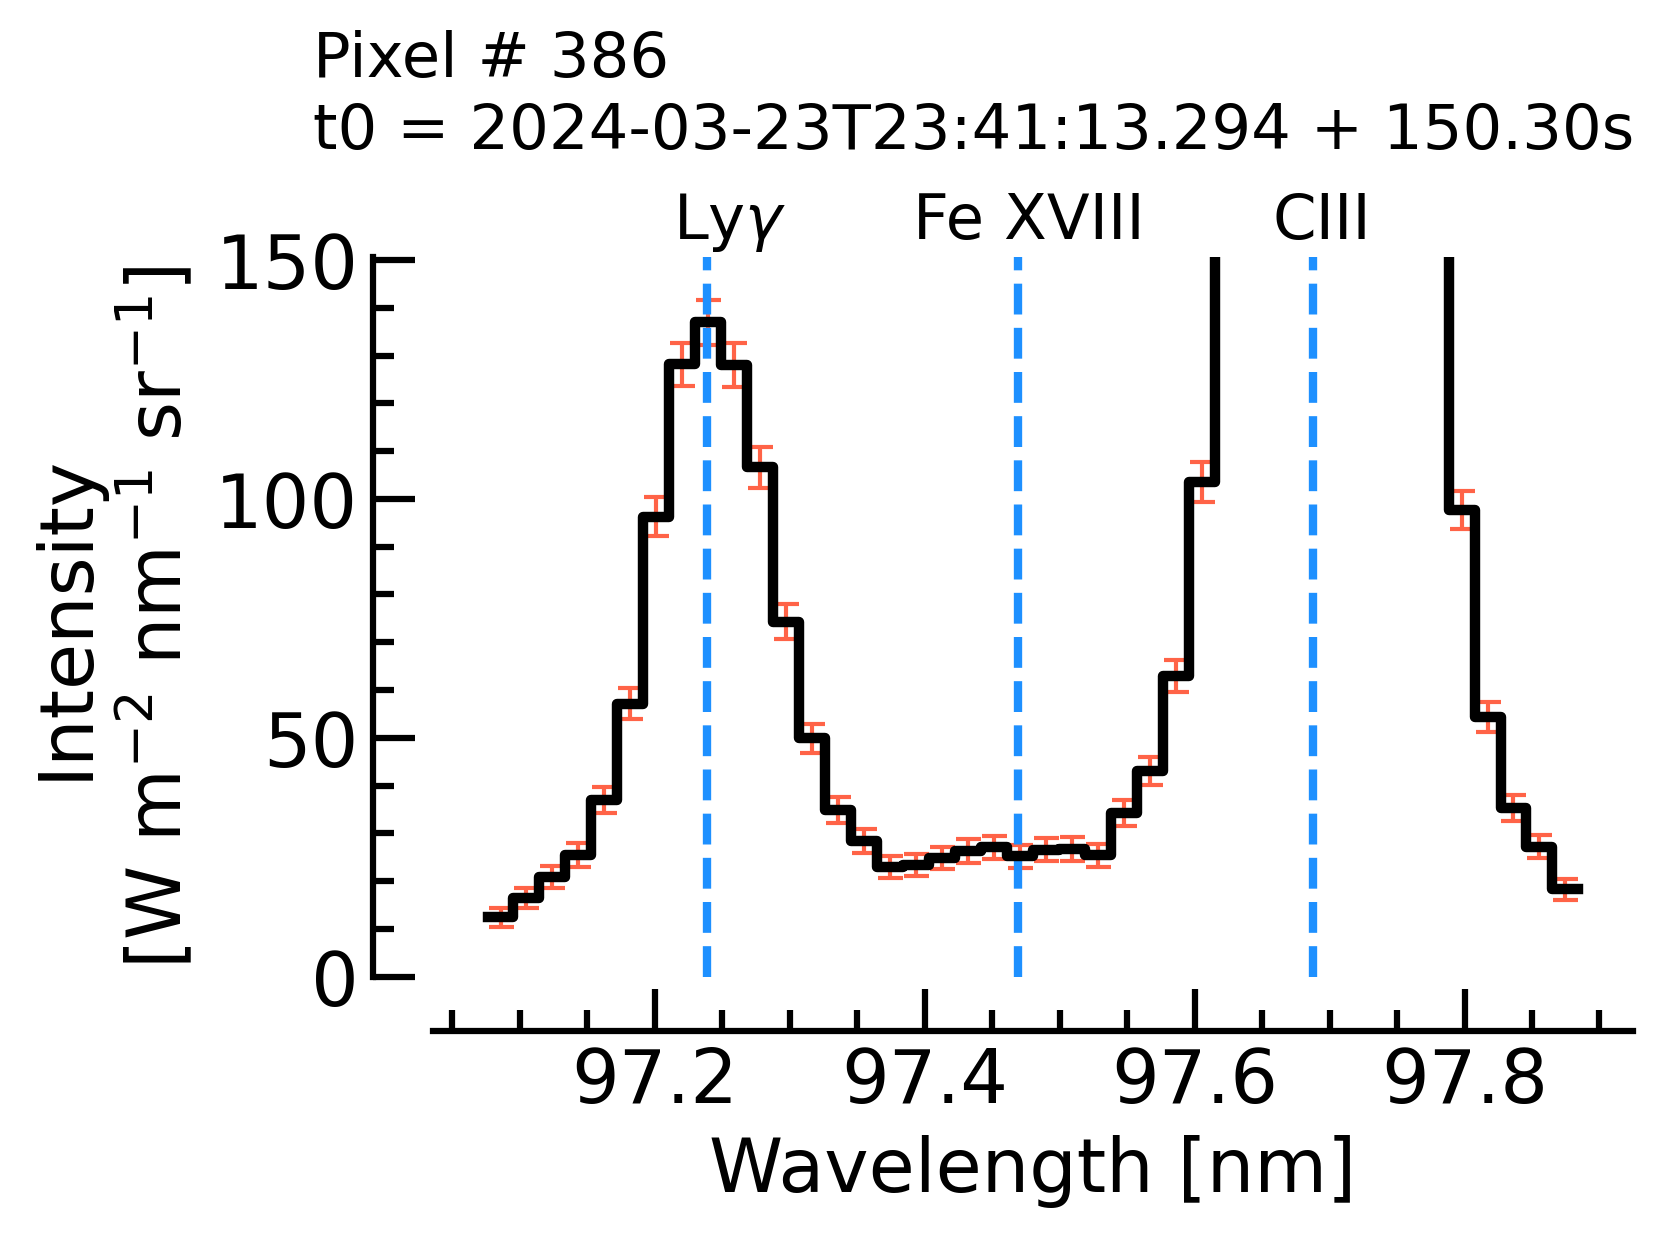 Pixel # 386
t0 = 2024-03-23T23:41:13.294 + 150.30s
Lyγ Fe XVIII CIII
Intensity
[W m⁻² nm⁻¹ sr⁻¹]
150
100
50
0
97.2 97.4 97.6 97.8
Wavelength [nm]